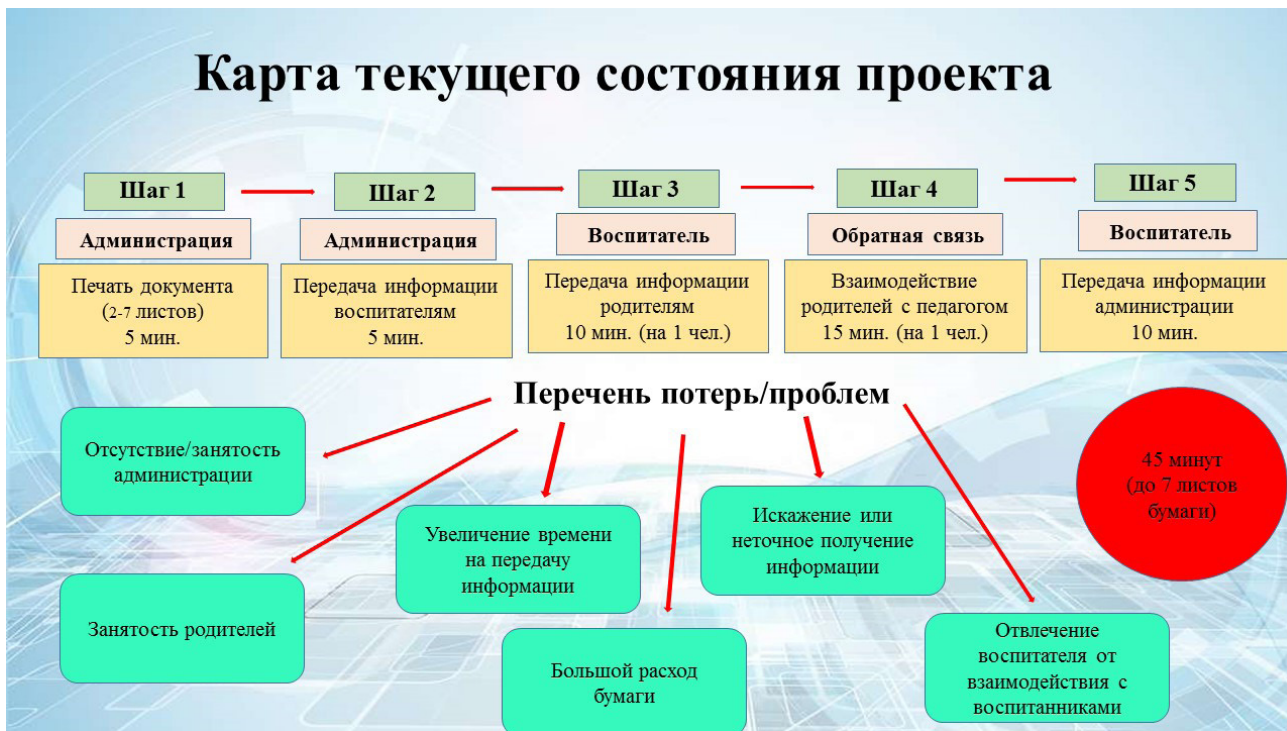 Карта текущего состояния проекта
Шаг 1
Шаг 2
Шаг 3
Шаг 4
Шаг 5
Администрация
Администрация
Воспитатель
Обратная связь
Воспитатель
Печать документа
(2-7 листов)
5 мин.
Передача информации
воспитателям
5 мин.
Передача информации
родителям
10 мин. (на 1 чел.)
Взаимодействие
родителей с педагогом
15 мин. (на 1 чел.)
Передача информации
администрации
10 мин.
Перечень потерь/проблем
Отсутствие/занятость
администрации
45 минут
(до 7 листов
бумаги)
Увеличение времени
на передачу
информации
Искажение или
неточное получение
информации
Занятость родителей
Большой расход
бумаги
Отвлечение
воспитателя от
взаимодействия с
воспитанниками